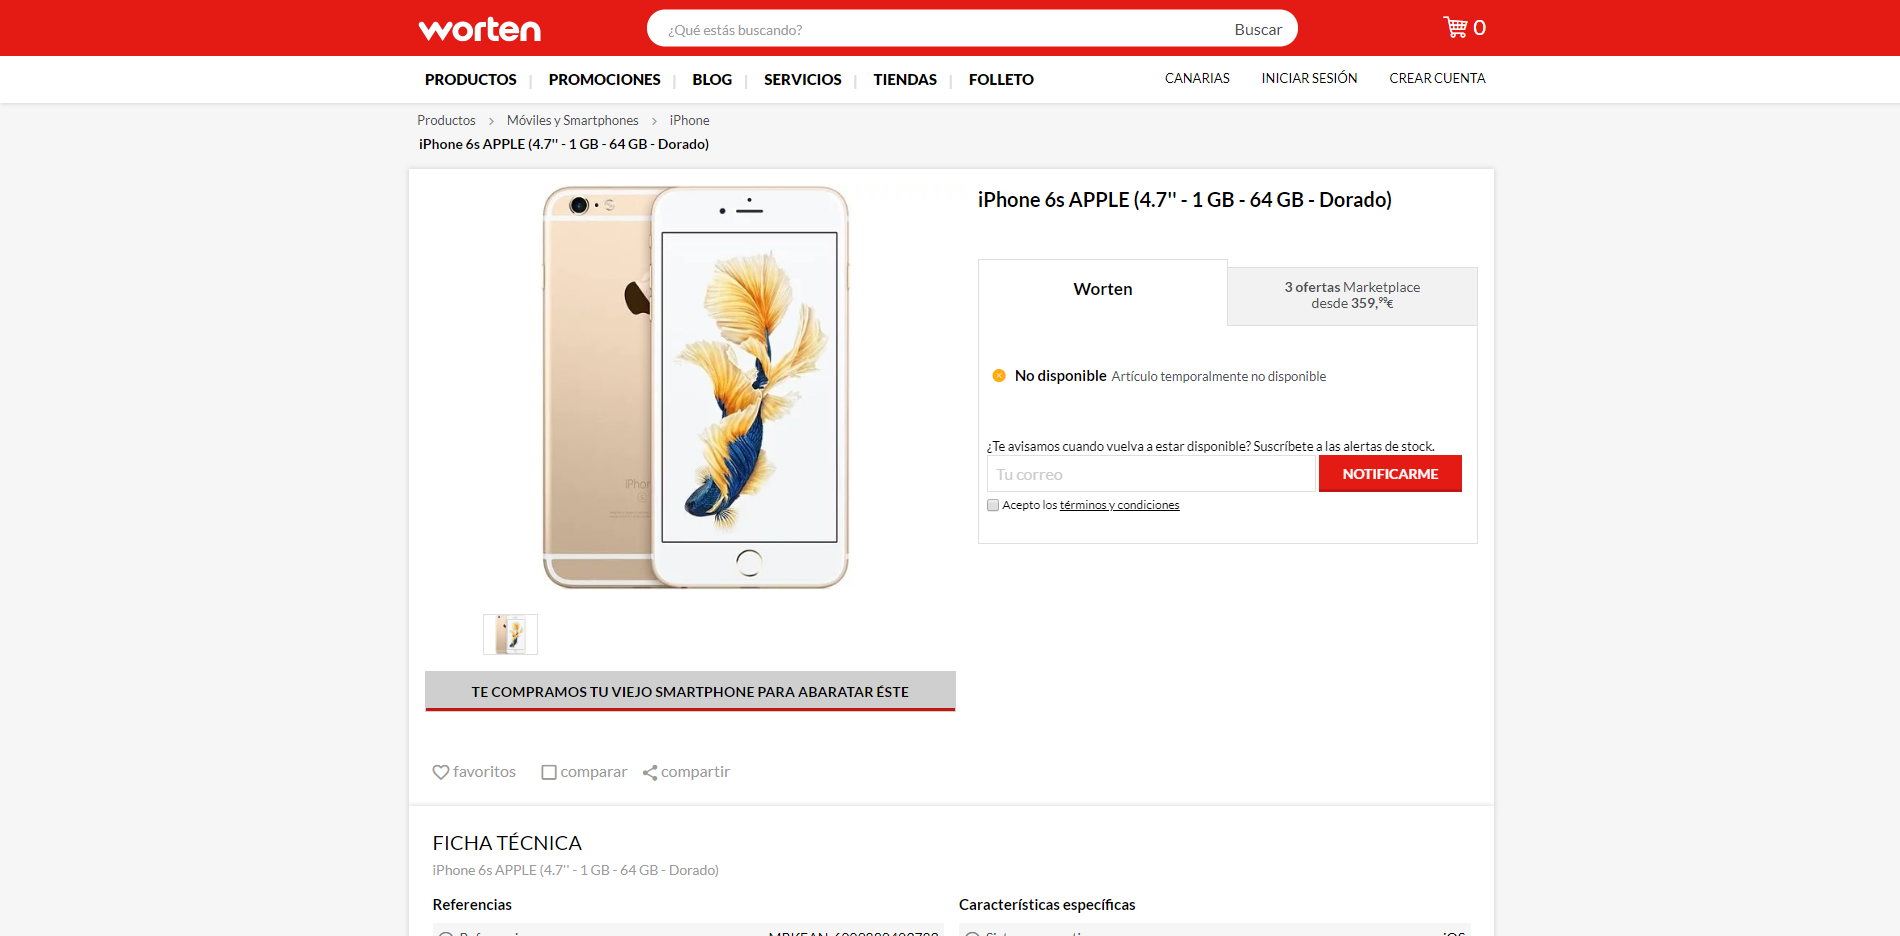 worten
¿Qué estás buscando?
Buscar
0
PRODUCTOS | PROMOCIONES | BLOG | SERVICIOS | TIENDAS | FOLLETO
CANARIAS
INICIAR SESIÓN
CREAR CUENTA
Productos > Móviles y Smartphones > iPhone
iPhone 6s APPLE (4.7'' - 1 GB - 64 GB - Dorado)
iPhone 6s APPLE (4.7'' - 1 GB - 64 GB - Dorado)
Worten
3 ofertas Marketplace
desde 359,99€
No disponible Artículo temporalmente no disponible
¿Te avisamos cuando vuelva a estar disponible? Suscríbete a las alertas de stock.
Tu correo
NOTIFICARME
Acepto los términos y condiciones
TE COMPRAMOS TU VIEJO SMARTPHONE PARA ABARATAR ÉSTE
favoritos
comparar
compartir
FICHA TÉCNICA
iPhone 6s APPLE (4.7'' - 1 GB - 64 GB - Dorado)
Referencias
Características específicas
iOS